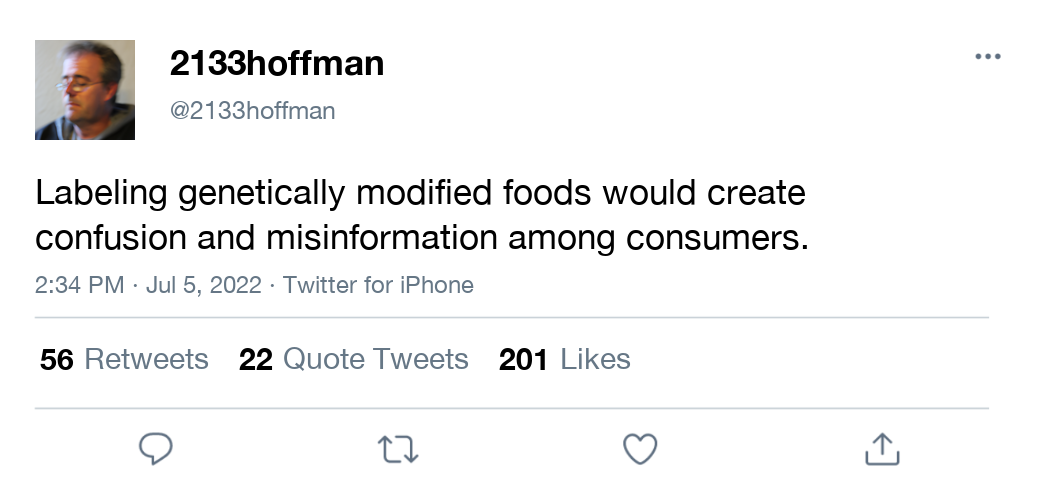 2133hoffman
@2133hoffman
Labeling genetically modified foods would create
confusion and misinformation among consumers.
2:34 PM · Jul 5, 2022 · Twitter for iPhone
56 Retweets 22 Quote Tweets 201 Likes